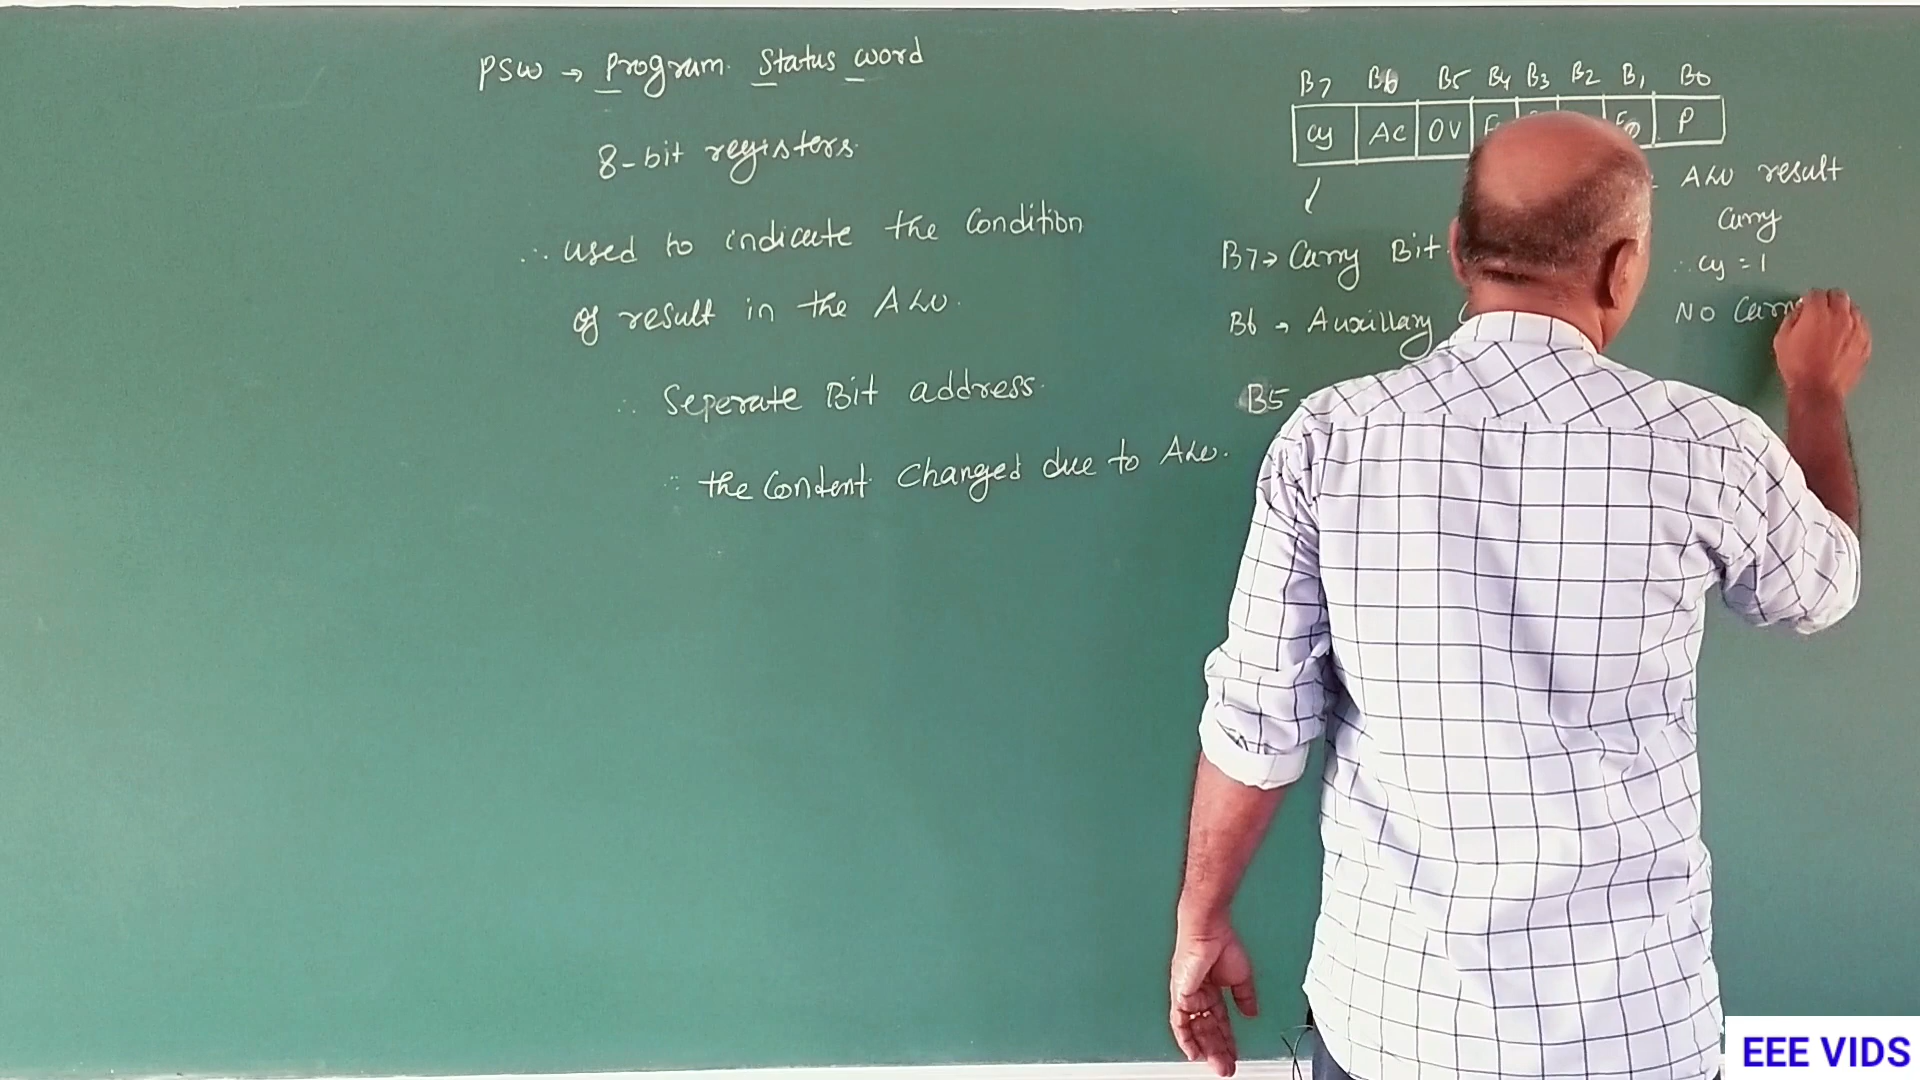 PSW → Program Status Word
8-bit registers.
∴ used to indicate the Condition
of result in the ALU.
∴ Seperate Bit address.
∴ the Content Changed due to ALU.
B7 B6 B5 B4 B3 B2 B1 B0
Cy AC OV P
ALU result
Carry
B7 → Carry Bit
∴ Cy = 1
B6 → Auxillary
No
B5
EEE VIDS